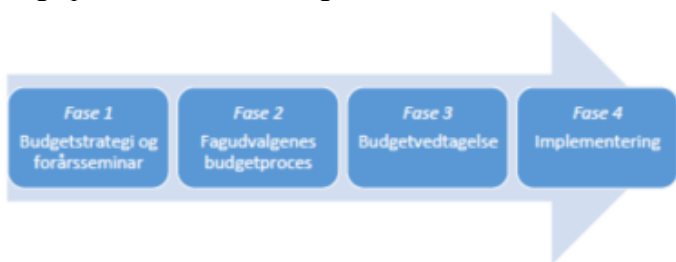 Fase 1
Budgetstrategi og
forårsseminar
Fase 2
Fagudvalgenes
budgetproces
Fase 3
Budgetvedtagelse
Fase 4
Implementering